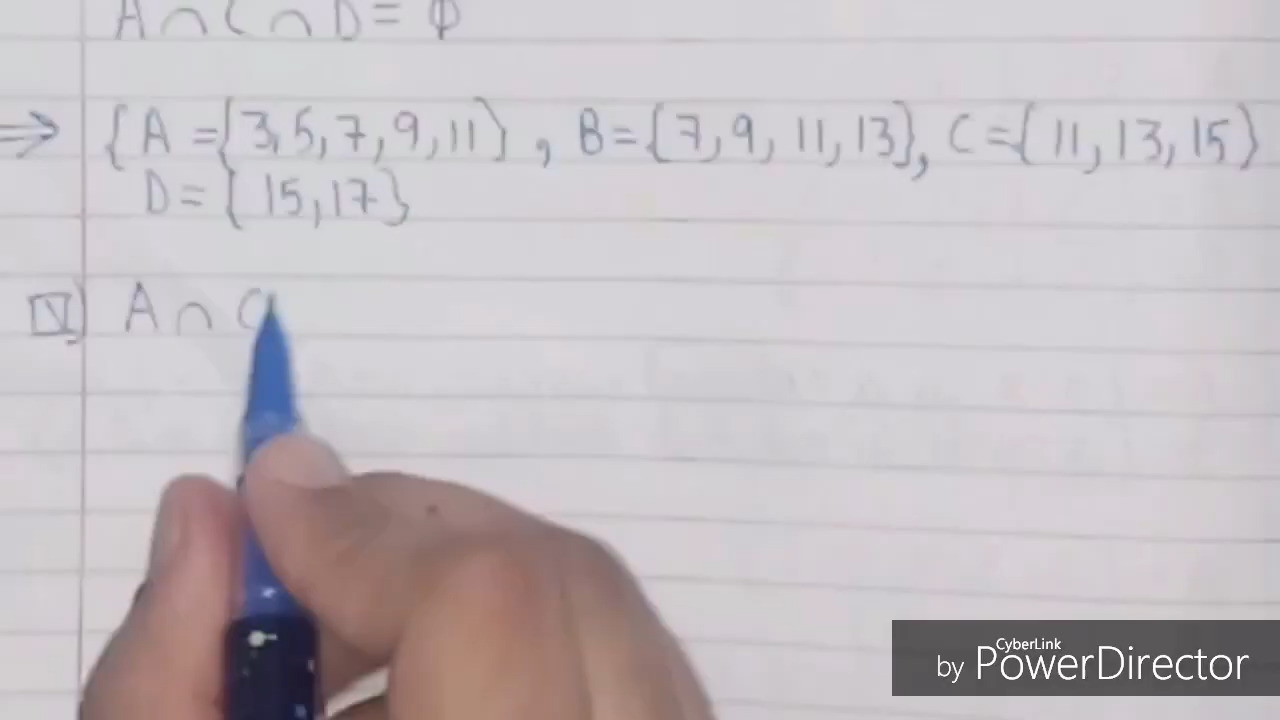 A ∩ C ∩ D = Φ
⇒ {A = {3,5,7,9,11}, B = {7,9,11,13}, C = {11,13,15}
D = {15,17}
V) A ∩ C
CyberLink
by PowerDirector